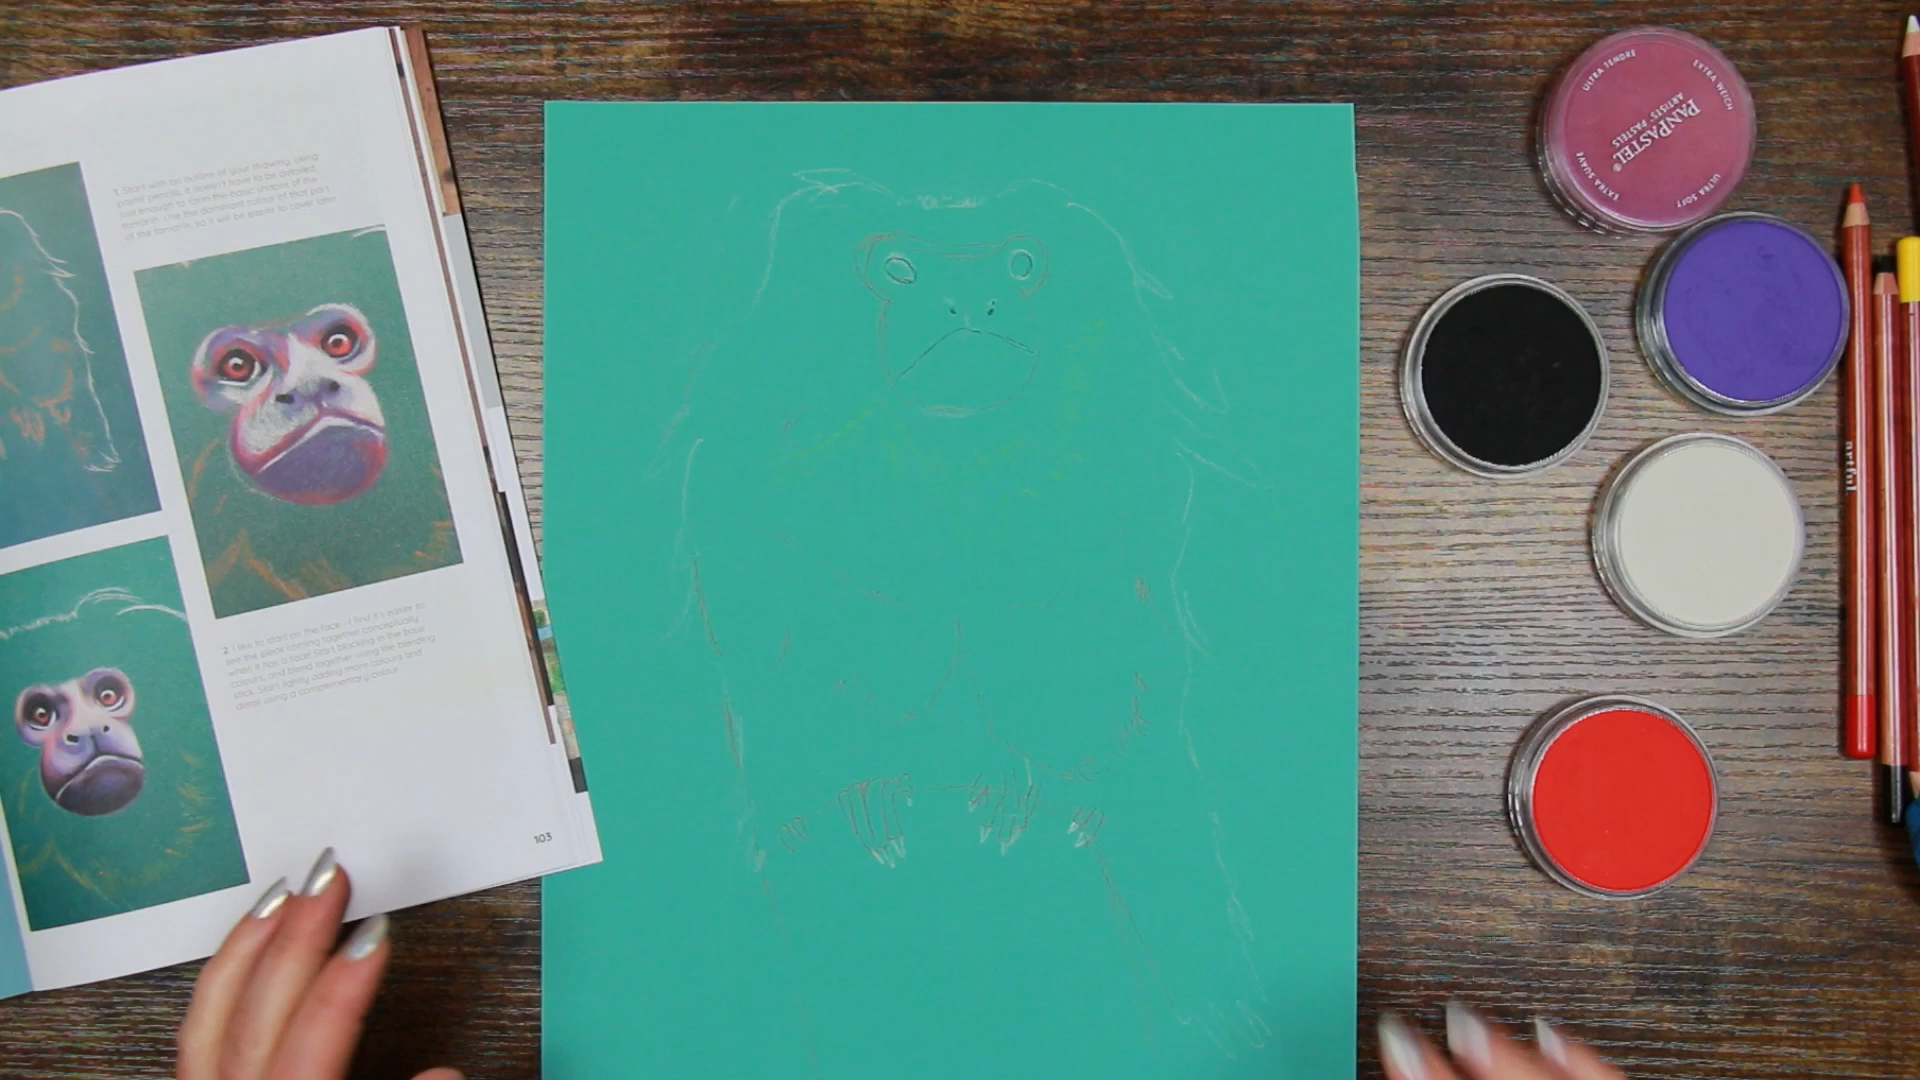 1 Start with an outline of your drawing, using
pastel pencils. It doesn't have to be detailed
just enough to form the basic shapes of the
tamarin. Use the dominant colour of that part
of the tamarin, so it will be easier to cover later.
2 I like to start on the face - I find it's easier to
see the piece coming together conceptually
when it has a face! Start blocking in the base
colours, and blend together using the blending
stick. Start lightly adding more colours and
detail using a complementary colour.
103
ULTRA TENDRE
EXTRA WEICH
PANPASTEL®
ARTISTS' PASTELS
EXTRA SUAVE
ULTRA SOFT
artful